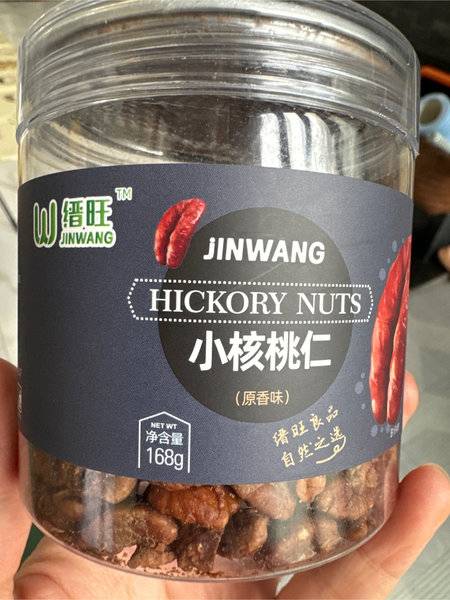 缙旺™
JINWANG
JINWANG
HICKORY NUTS
小核桃仁
（原香味）
NET WT
净含量
168g
缙旺良品
自然之选